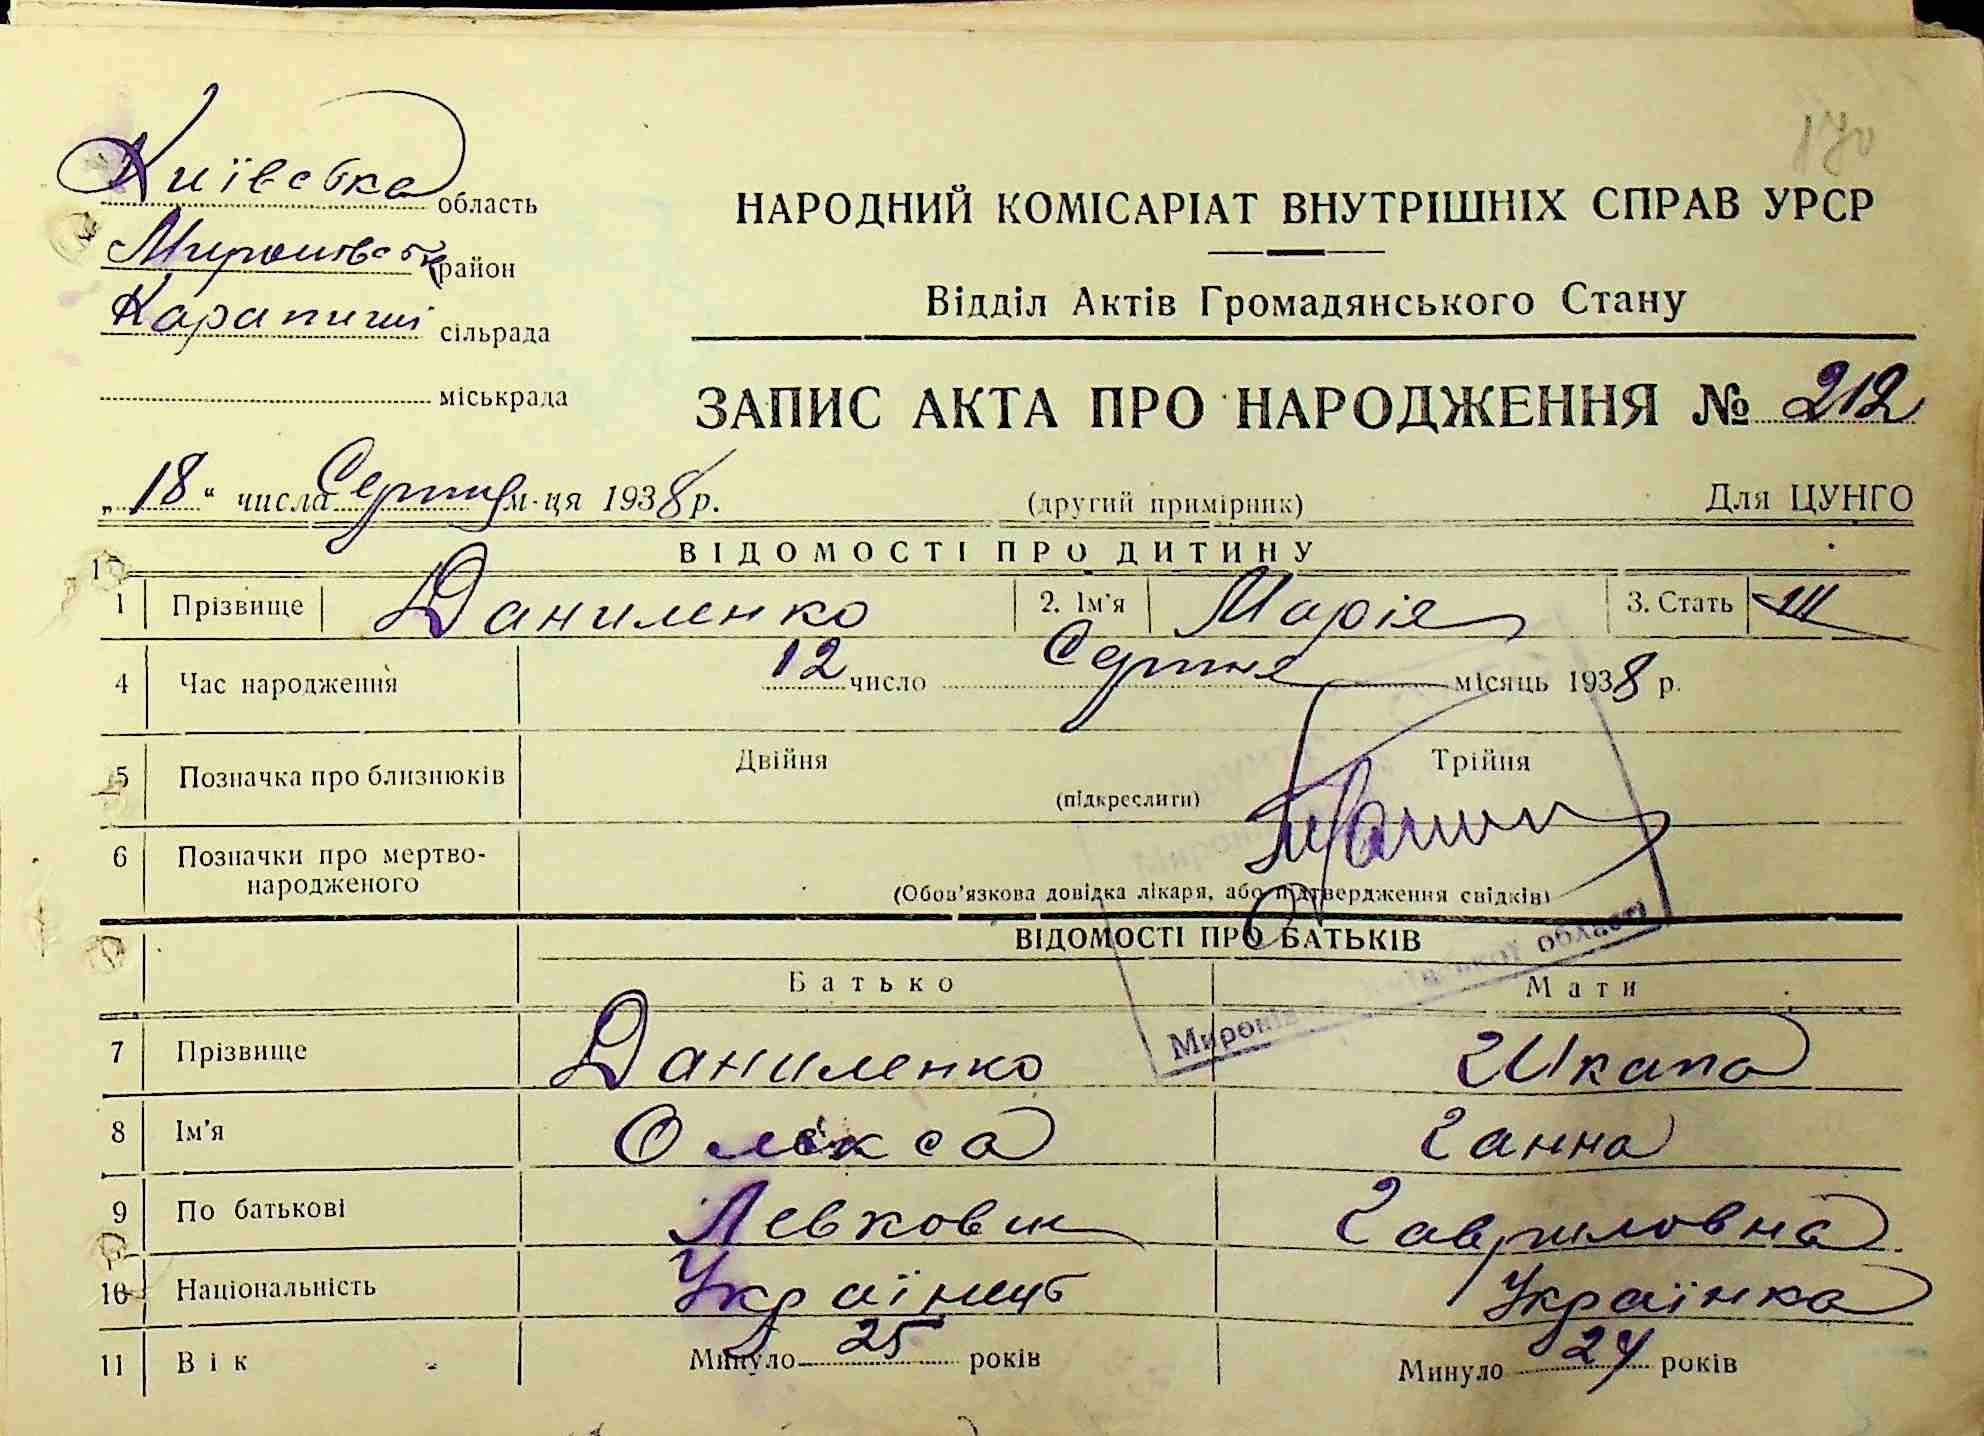 170
Київська область
Миронівськ район
Карапиші сільрада
міськрада
НАРОДНИЙ КОМІСАРІАТ ВНУТРІШНІХ СПРАВ УРСР
Відділ Актів Громадянського Стану
ЗАПИС АКТА ПРО НАРОДЖЕННЯ № 212
„18“ числа Серпня м-ця 1938 р. (другий примірник) Для ЦУНГО
ВІДОМОСТІ ПРО ДИТИНУ
1 Прізвище Даниленко 2. Ім'я Марія 3. Стать
4 Час народження 12 число Серпня місяць 1938 р.
5 Позначка про близнюків Двійня (підкреслити) Трійня
6 Позначки про мертво-
народженого (Обов'язкова довідка лікаря, або підтвердження свідків)
ВІДОМОСТІ ПРО БАТЬКІВ
Батько Мати
7 Прізвище Даниленко Шкапа
8 Ім'я Олекса Ганна
9 По батькові Левкович Гавриловна
10 Національність Українець Українка
11 Вік Минуло 25 років Минуло 24 років